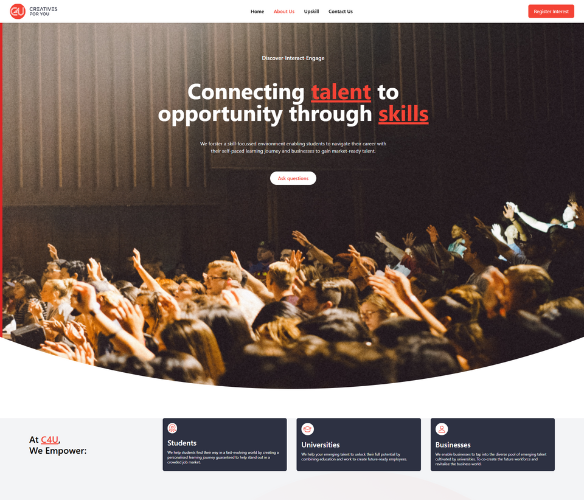 C4U
CREATIVES
FOR YOU
Home
About Us
Upskill
Contact Us
Register Interest
Discover Interact Engage
Connecting talent to
opportunity through skills
We forster a skill focussed environment enabling students to navigate their career with
their self-paced learning journey and businesses to gain market-ready talent.
Ask questions
At C4U,
We Empower:
Students
We help students find their way in a fast-working world by creating a
personalised learning journey guaranteed to help stand out in a
crowded job market.
Universities
We help your emerging talent to unlock their full potential by
combining education and work to create future-ready employees.
Businesses
We enable businesses to tap into the diverse pool of emerging talent
cultivated by universities. To co-create the future workforce and
revitalise the business world.